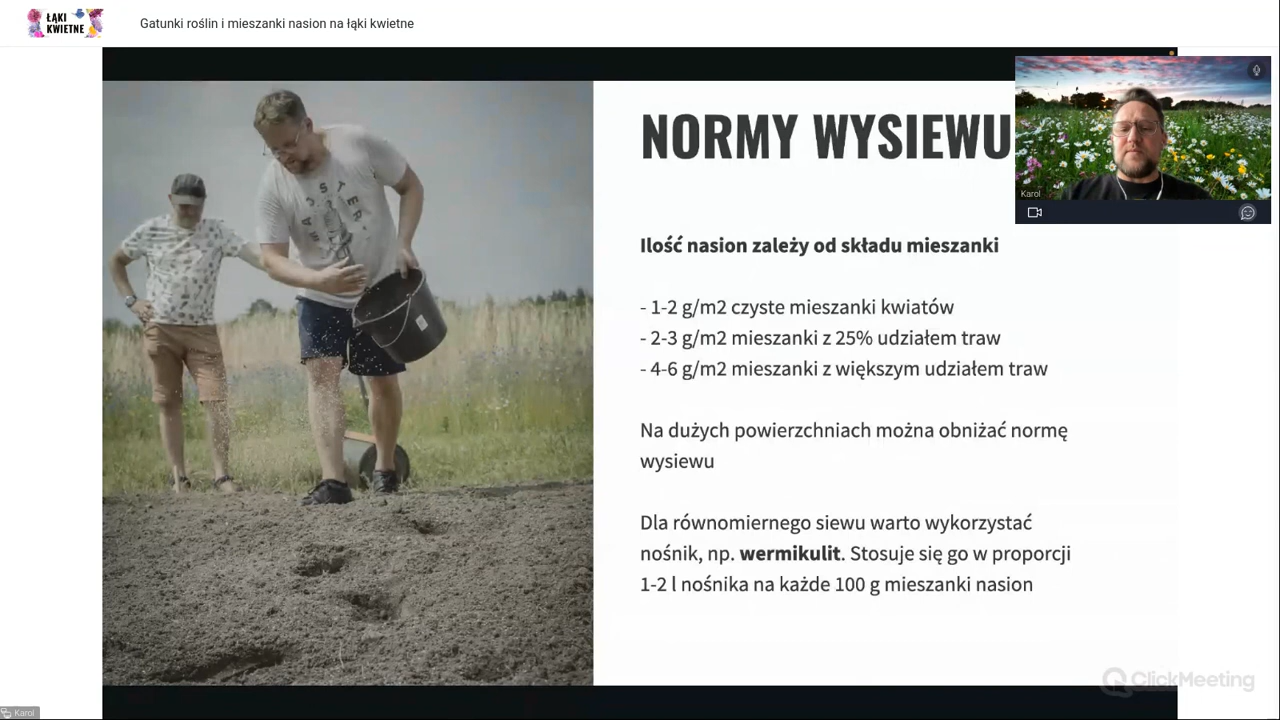 ŁĄKI
KWIETNE
Gatunki roślin i mieszanki nasion na łąki kwietne
NORMY WYSIEWU
Karol
Ilość nasion zależy od składu mieszanki
- 1-2 g/m2 czyste mieszanki kwiatów
- 2-3 g/m2 mieszanki z 25% udziałem traw
- 4-6 g/m2 mieszanki z większym udziałem traw
Na dużych powierzchniach można obniżać normę
wysiewu
Dla równomiernego siewu warto wykorzystać
nośnik, np. wermikulit. Stosuje się go w proporcji
1-2 l nośnika na każde 100 g mieszanki nasion
ClickMeeting
Karol